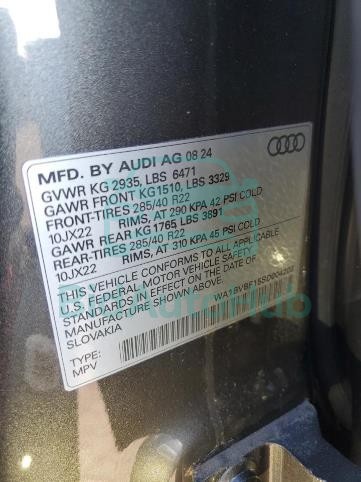 MFD. BY AUDI AG 08 24
GVWR KG 2935, LBS 6471
GAWR FRONT KG1510, LBS 3329
FRONT-TIRES 285/40 R22
10JX22 RIMS, AT 290 KPA 42 PSI COLD
GAWR REAR KG1765 LBS 3891
REAR-TIRES 285/40 R22
10JX22 RIMS, AT 310 KPA 45 PSI COLD
THIS VEHICLE CONFORMS TO ALL APPLICABLE
U.S. FEDERAL MOTOR VEHICLE SAFETY
STANDARDS IN EFFECT ON THE DATE OF
MANUFACTURE SHOWN ABOVE.
SLOVAKIA
WA1BVBF15SD004202
TYPE:
MPV